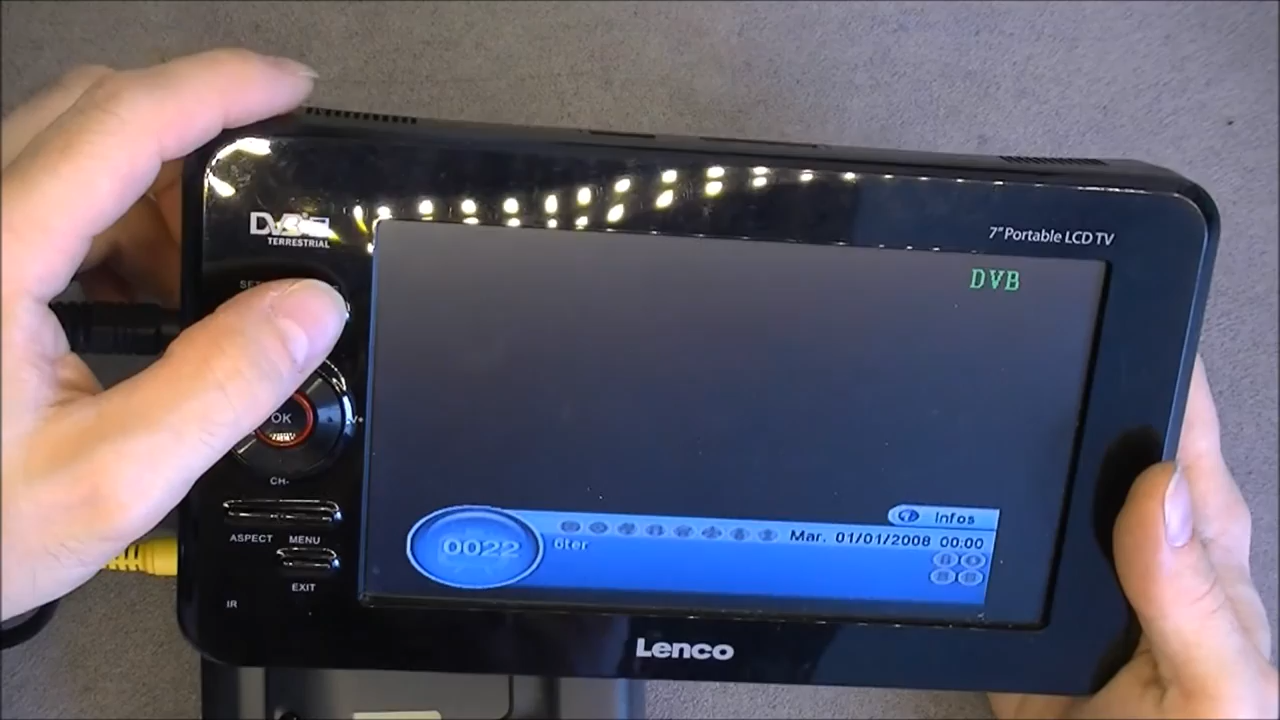 DVB
TERRESTRIAL
7" Portable LCD TV
DVB
OK
V+
CH-
ASPECT
MENU
EXIT
IR
Infos
0022
6ter
Mar. 01/01/2008 00:00
Lenco